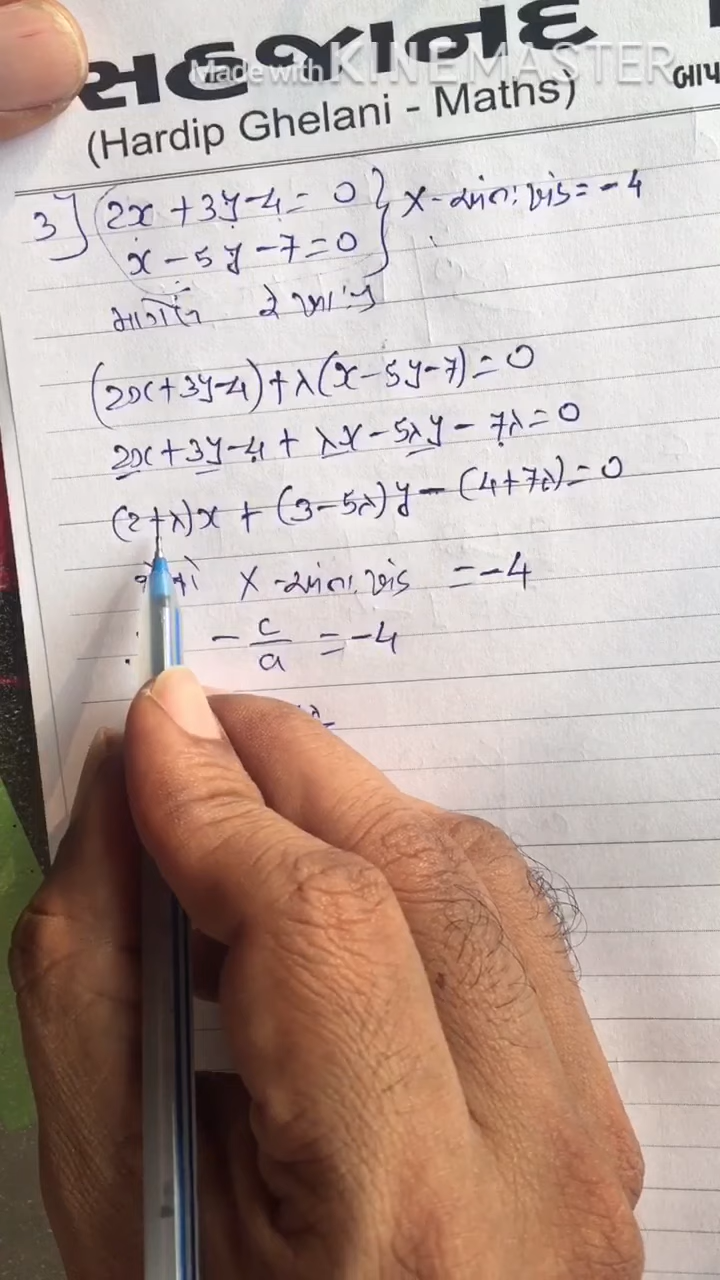 સહજાનંદ
બાપ
Made with KINEMASTER
(Hardip Ghelani - Maths)
3] 2x + 3y - 4 = 0 } x - અંતઃખંડ = -4
x - 5y - 7 = 0
માંગેલ રેખાનું
(2x+3y-4)+λ(x-5y-7)=0
2x+3y-4+λx-5λy-7λ=0
(2+λ)x+(3-5λ)y-(4+7λ)=0
x-અંતઃખંડ = -4
-c/a = -4